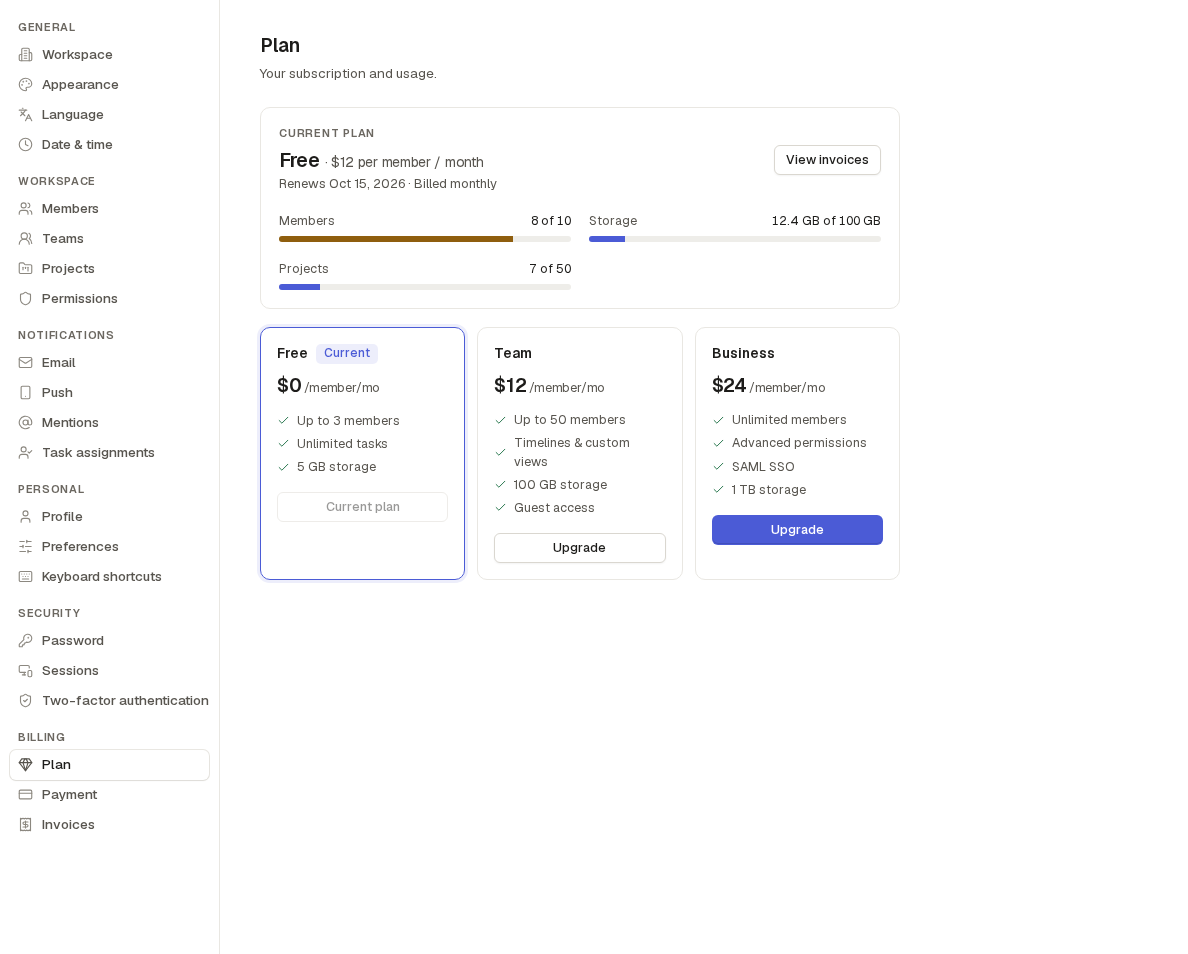 GENERAL
Workspace
Appearance
Language
Date & time
WORKSPACE
Members
Teams
Projects
Permissions
NOTIFICATIONS
Email
Push
Mentions
Task assignments
PERSONAL
Profile
Preferences
Keyboard shortcuts
SECURITY
Password
Sessions
Two-factor authentication
BILLING
Plan
Payment
Invoices
Plan
Your subscription and usage.
CURRENT PLAN
Free · $12 per member / month
Renews Oct 15, 2026 · Billed monthly
View invoices
Members 8 of 10
Storage 12.4 GB of 100 GB
Projects 7 of 50
Free Current
$0 /member/mo
Up to 3 members
Unlimited tasks
5 GB storage
Current plan
Team
$12 /member/mo
Up to 50 members
Timelines & custom
views
100 GB storage
Guest access
Upgrade
Business
$24 /member/mo
Unlimited members
Advanced permissions
SAML SSO
1 TB storage
Upgrade